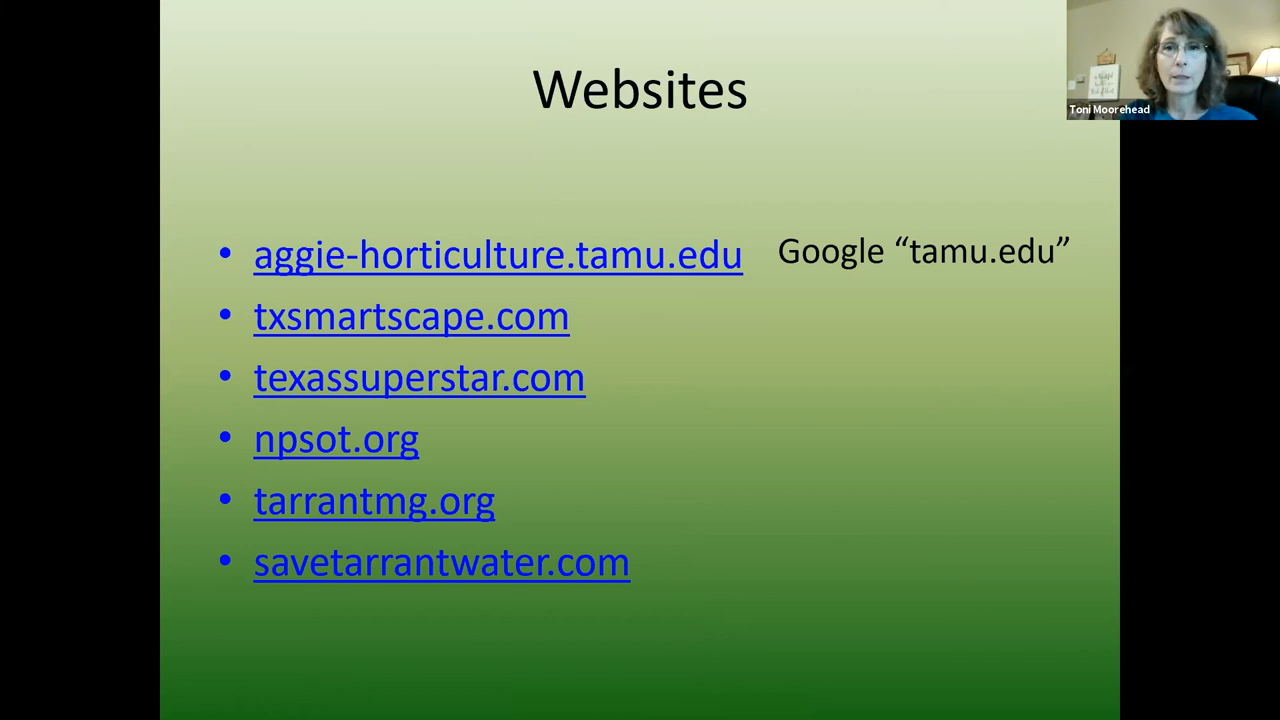 Websites
Toni Moorehead
• aggie-horticulture.tamu.edu
Google “tamu.edu”
• txsmartscape.com
• texassuperstar.com
• npsot.org
• tarrantmg.org
• savetarrantwater.com